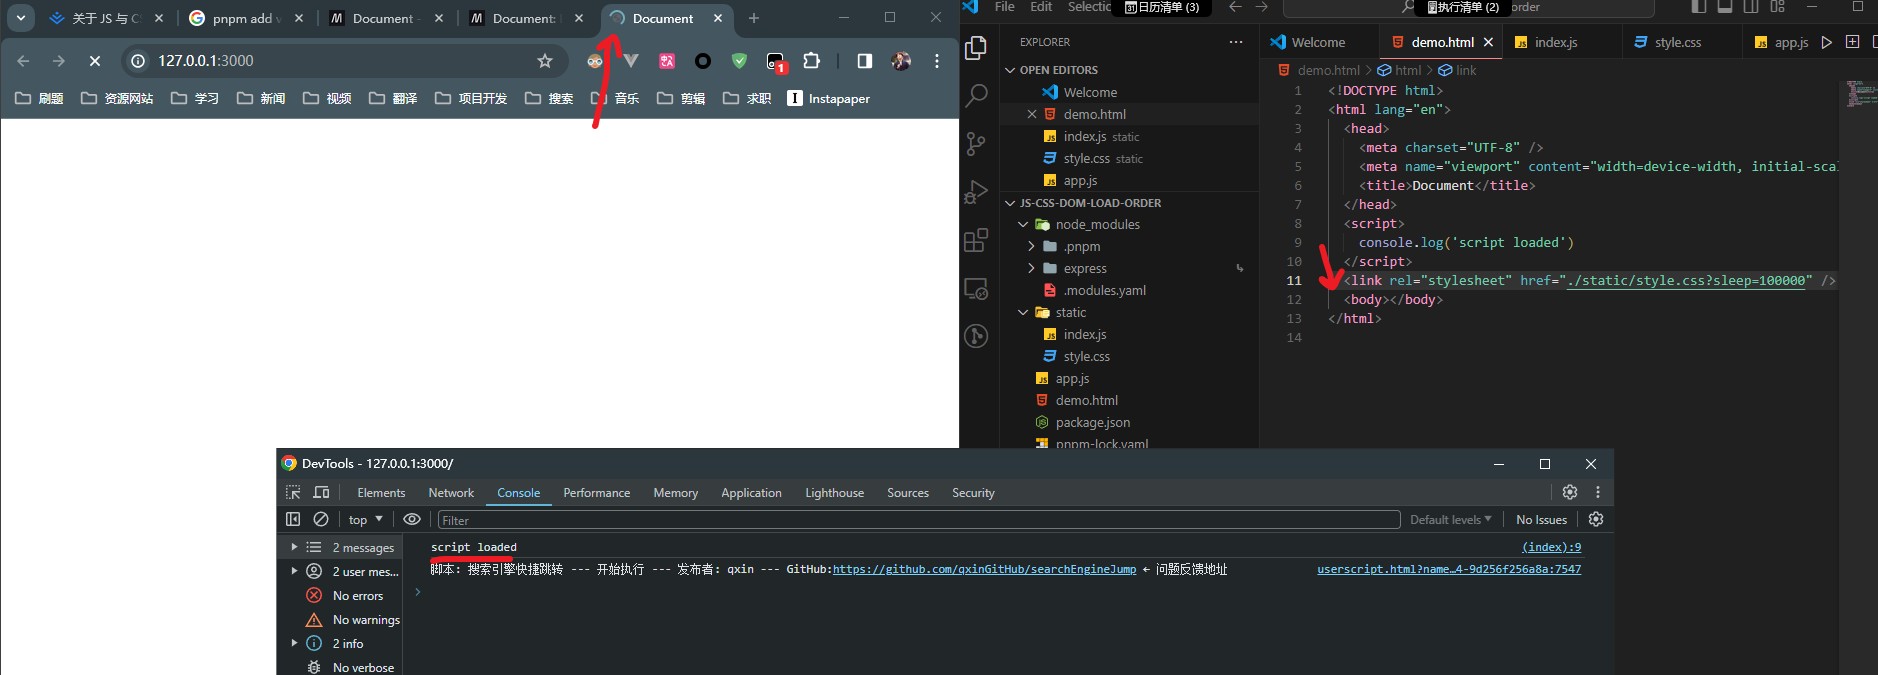 关于 JS 与 C
pnpm add v
Document -
Document:
Document
127.0.0.1:3000
1
刷题
资源网站
学习
新闻
视频
翻译
项目开发
搜索
音乐
剪辑
求职
Instapaper
File Edit Selectio
日历清单 (3)
执行清单 (2)
order
EXPLORER
OPEN EDITORS
Welcome
demo.html
index.js static
style.css static
app.js
JS-CSS-DOM-LOAD-ORDER
node_modules
.pnpm
express
.modules.yaml
static
index.js
style.css
app.js
demo.html
package.json
pnpm-lock.yaml
Welcome
demo.html
index.js
style.css
app.js
demo.html > html > link
1 <!DOCTYPE html>
2 <html lang="en">
3 <head>
4 <meta charset="UTF-8" />
5 <meta name="viewport" content="width=device-width, initial-scal
6 <title>Document</title>
7 </head>
8 <script>
9 console.log('script loaded')
10 </script>
11 <link rel="stylesheet" href="./static/style.css?sleep=100000" />
12 <body></body>
13 </html>
14
DevTools - 127.0.0.1:3000/
Elements Network Console Performance Memory Application Lighthouse Sources Security
top
Filter
Default levels
No Issues
2 messages
2 user mes...
No errors
No warnings
2 info
No verbose
script loaded (index):9
脚本: 搜索引擎快捷跳转 --- 开始执行 --- 发布者: qxin --- GitHub:https://github.com/qxinGitHub/searchEngineJump ← 问题反馈地址 userscript.html?name…4-9d256f256a8a:7547